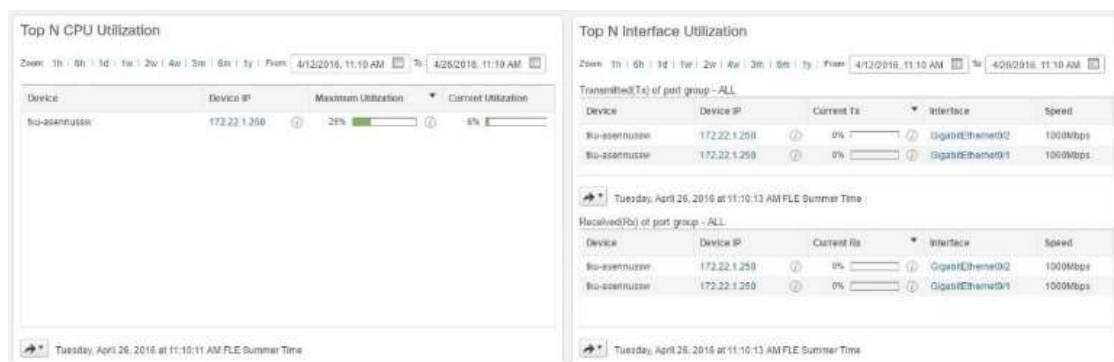 Top N CPU Utilization
Zoom: 1h | 6h | 1d | 1w | 2w | 4w | 3m | 6m | 1y | From: 4/12/2016, 11:10 AM To: 4/26/2016, 11:10 AM
Device Device IP Maximum Utilization Current Utilization
172.22.1.250 6%
Tuesday, April 26, 2016 at 11:10:11 AM FLE Summer Time
Top N Interface Utilization
Zoom: 1h | 6h | 1d | 1w | 2w | 4w | 3m | 6m | 1y | From: 4/12/2016, 11:10 AM To: 4/26/2016, 11:10 AM
Transmitted(Tx) of port group - ALL
Device Device IP Current Tx Interface Speed
172.22.1.250 0% GigabitEthernet0/2 1000Mbps
172.22.1.250 0% GigabitEthernet0/1 1000Mbps
Tuesday, April 26, 2016 at 11:10:13 AM FLE Summer Time
Received(Rx) of port group - ALL
Device Device IP Current Rx Interface Speed
172.22.1.250 0% GigabitEthernet0/2 1000Mbps
172.22.1.250 0% GigabitEthernet0/1 1000Mbps
Tuesday, April 26, 2016 at 11:10:13 AM FLE Summer Time